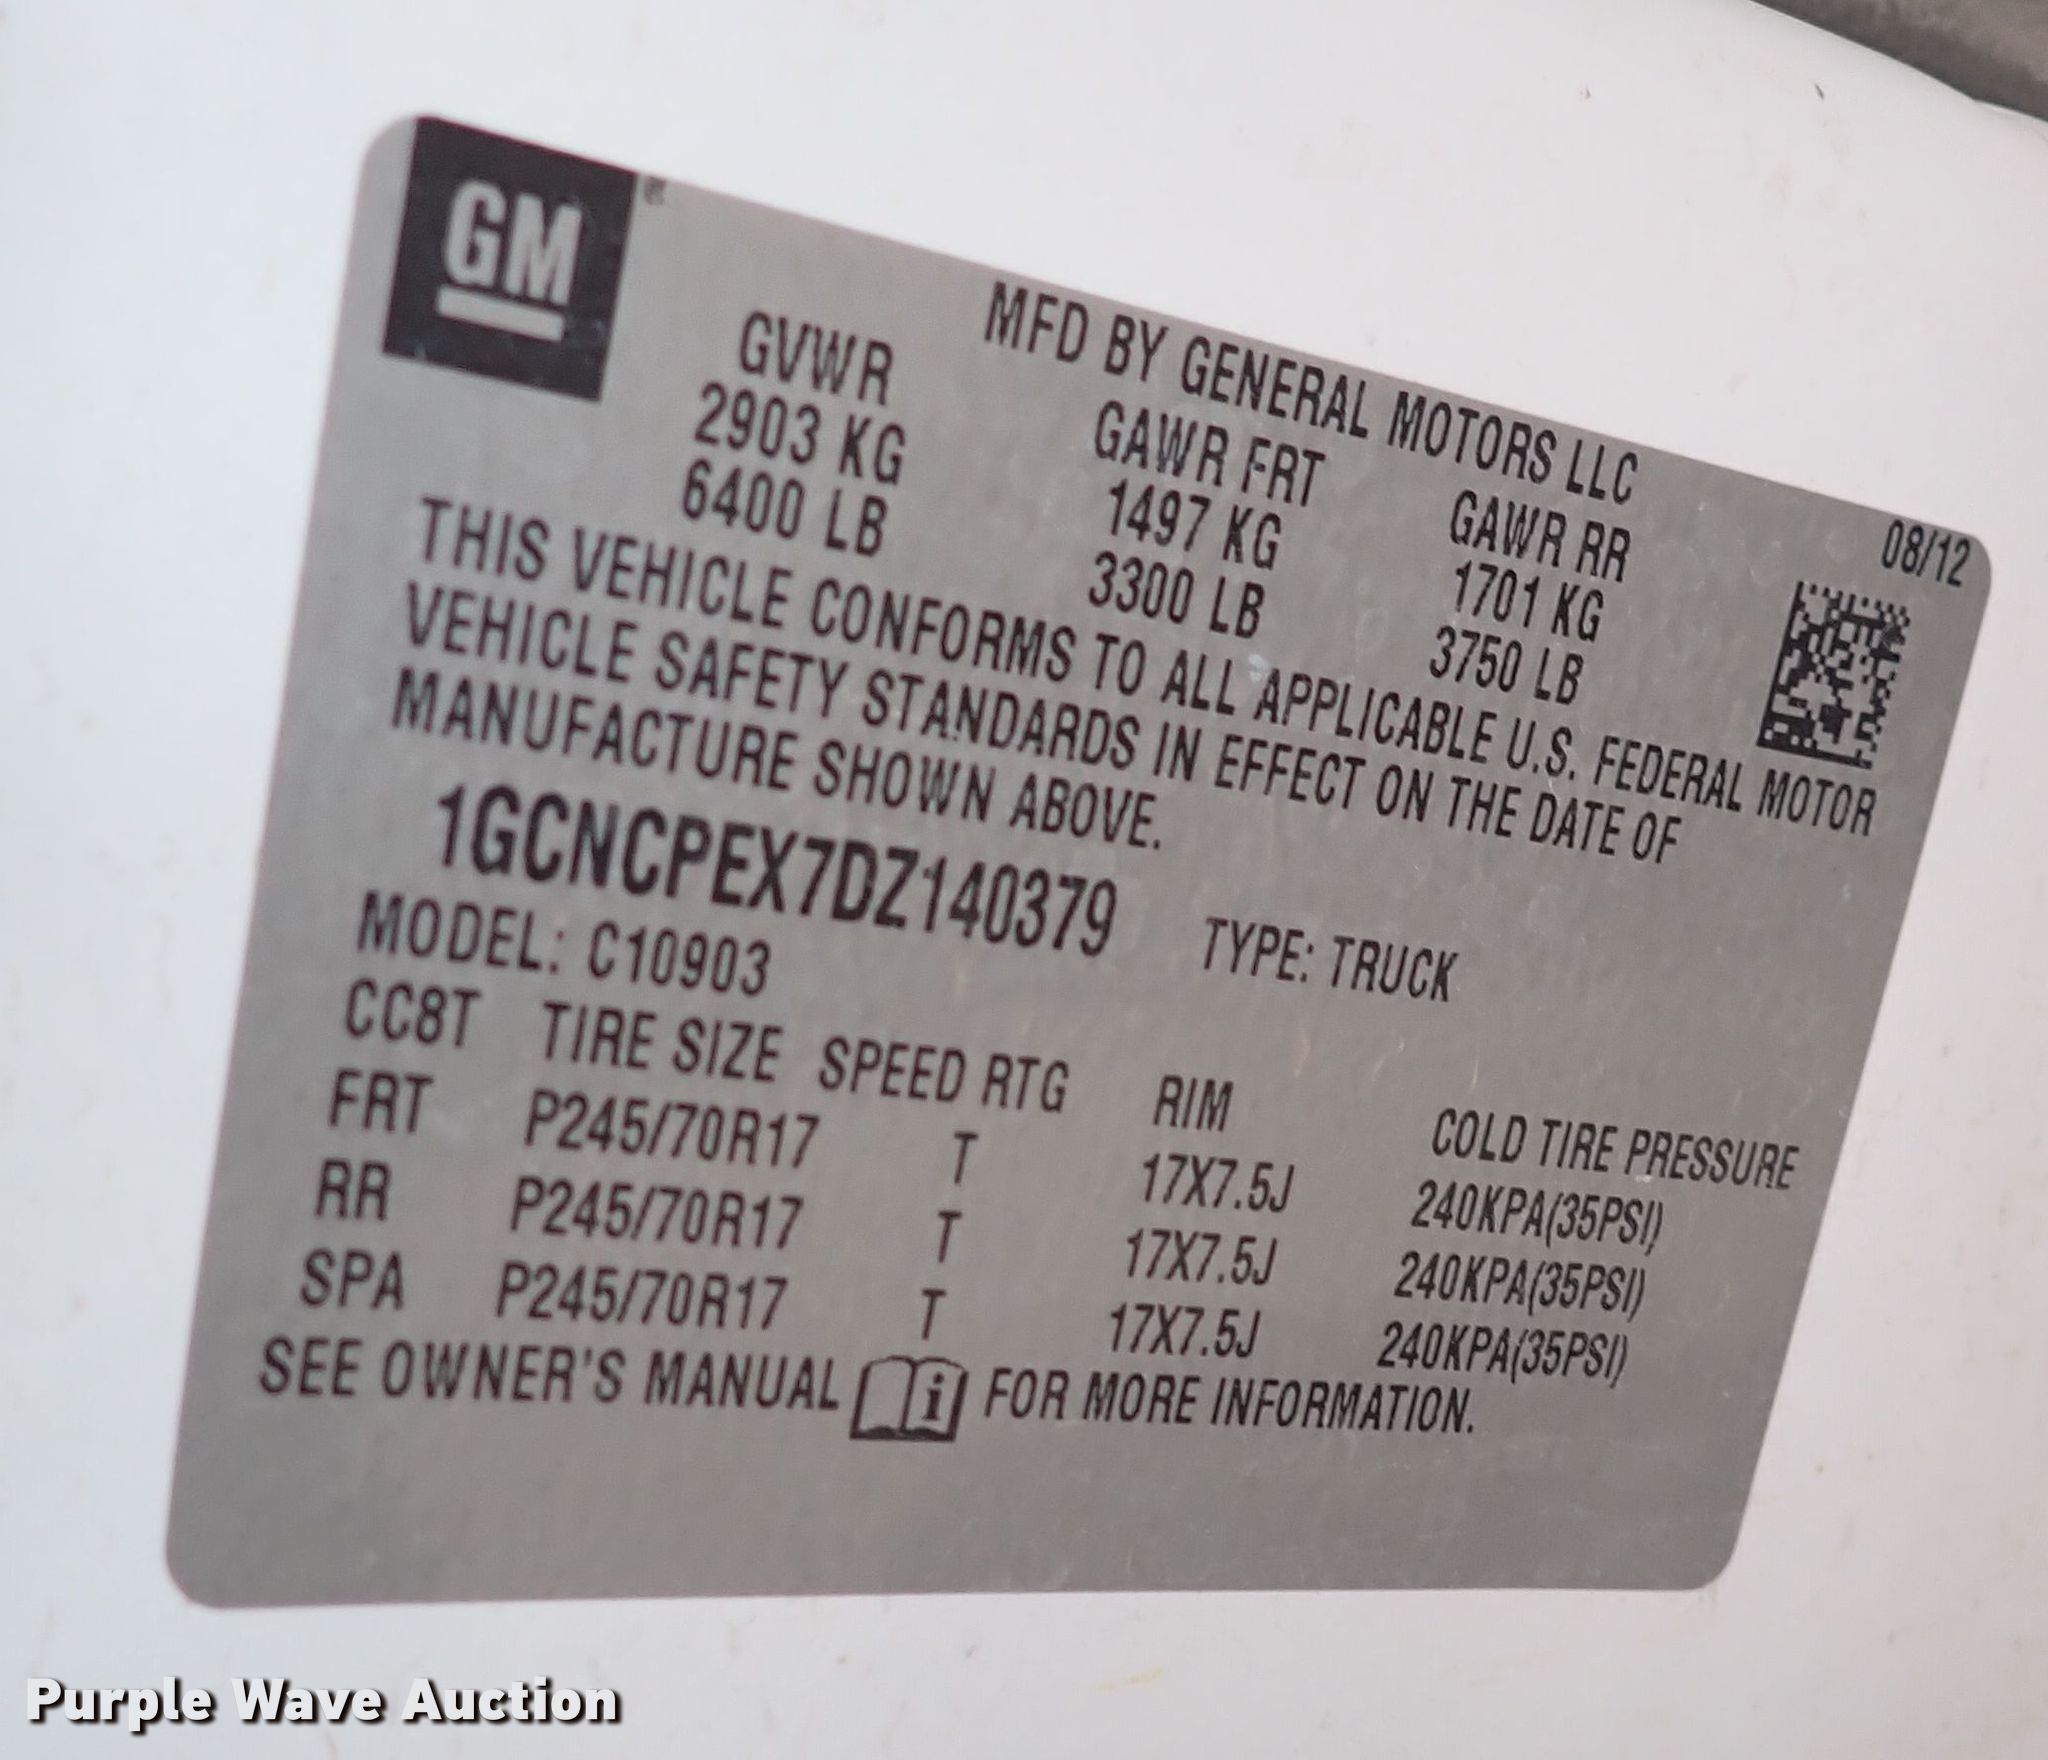 GM
MFD BY GENERAL MOTORS LLC
08/12
GVWR GAWR FRT GAWR RR
2903 KG 1497 KG 1701 KG
6400 LB 3300 LB 3750 LB
THIS VEHICLE CONFORMS TO ALL APPLICABLE U.S. FEDERAL MOTOR
VEHICLE SAFETY STANDARDS IN EFFECT ON THE DATE OF
MANUFACTURE SHOWN ABOVE.
1GCNCPEX7DZ140379 TYPE: TRUCK
MODEL: C10903
CC8T TIRE SIZE SPEED RTG RIM COLD TIRE PRESSURE
FRT P245/70R17 T 17X7.5J 240KPA(35PSI)
RR P245/70R17 T 17X7.5J 240KPA(35PSI)
SPA P245/70R17 T 17X7.5J 240KPA(35PSI)
SEE OWNER'S MANUAL i FOR MORE INFORMATION.
Purple Wave Auction